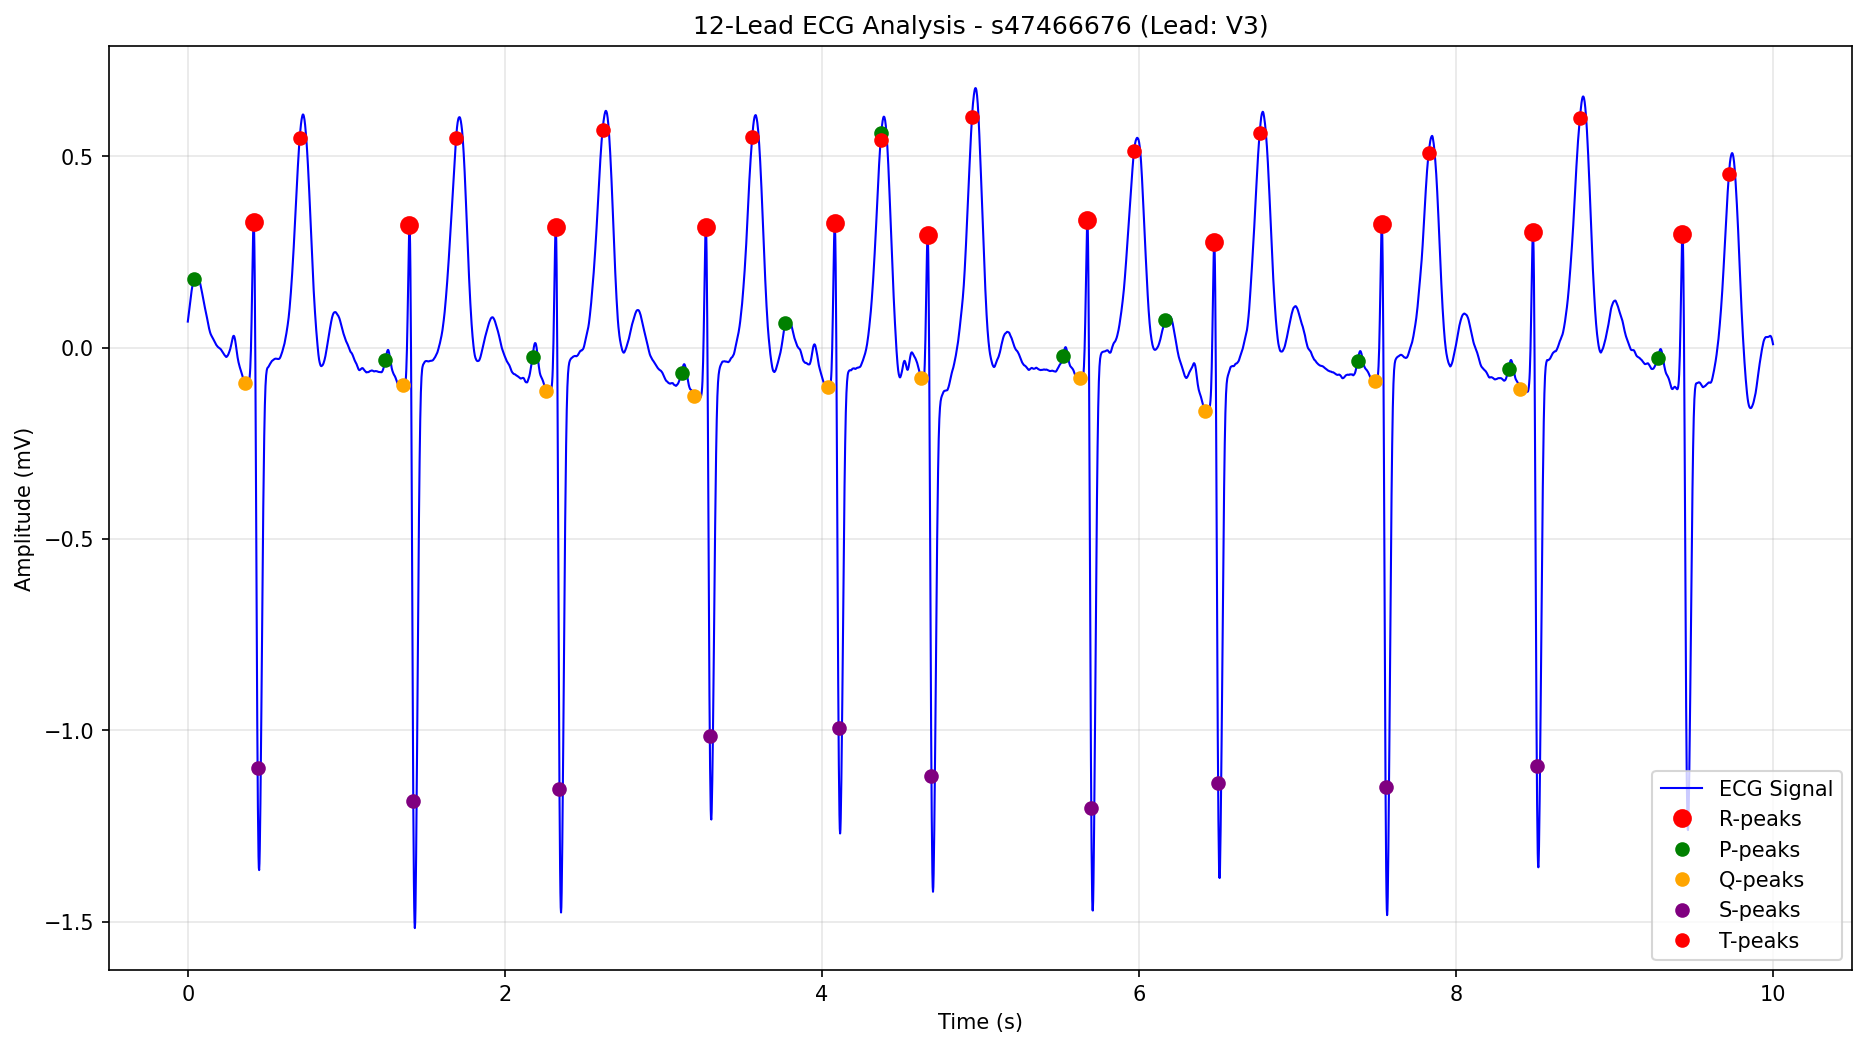 12-Lead ECG Analysis - s47466676 (Lead: V3)
Amplitude (mV)
0.5
0.0
−0.5
−1.0
−1.5
0
2
4
6
8
10
Time (s)
ECG Signal
R-peaks
P-peaks
Q-peaks
S-peaks
T-peaks